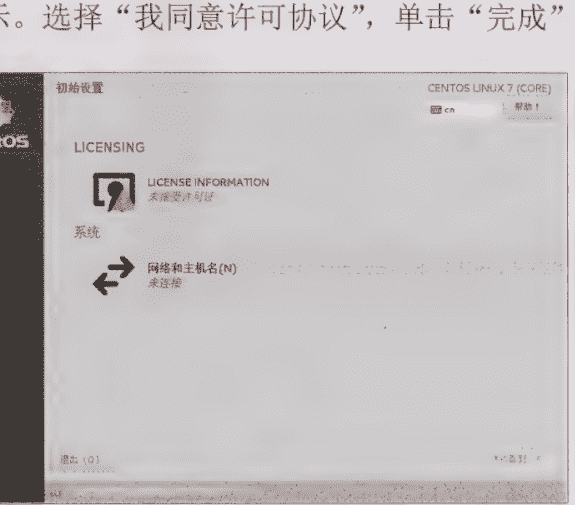 示。选择“我同意许可协议”，单击“完成”
初始设置
CENTOS LINUX 7 (CORE)
cn
帮助！
OS
LICENSING
LICENSE INFORMATION
未接受许可证
系统
网络和主机名(N)
未连接
退出(Q)